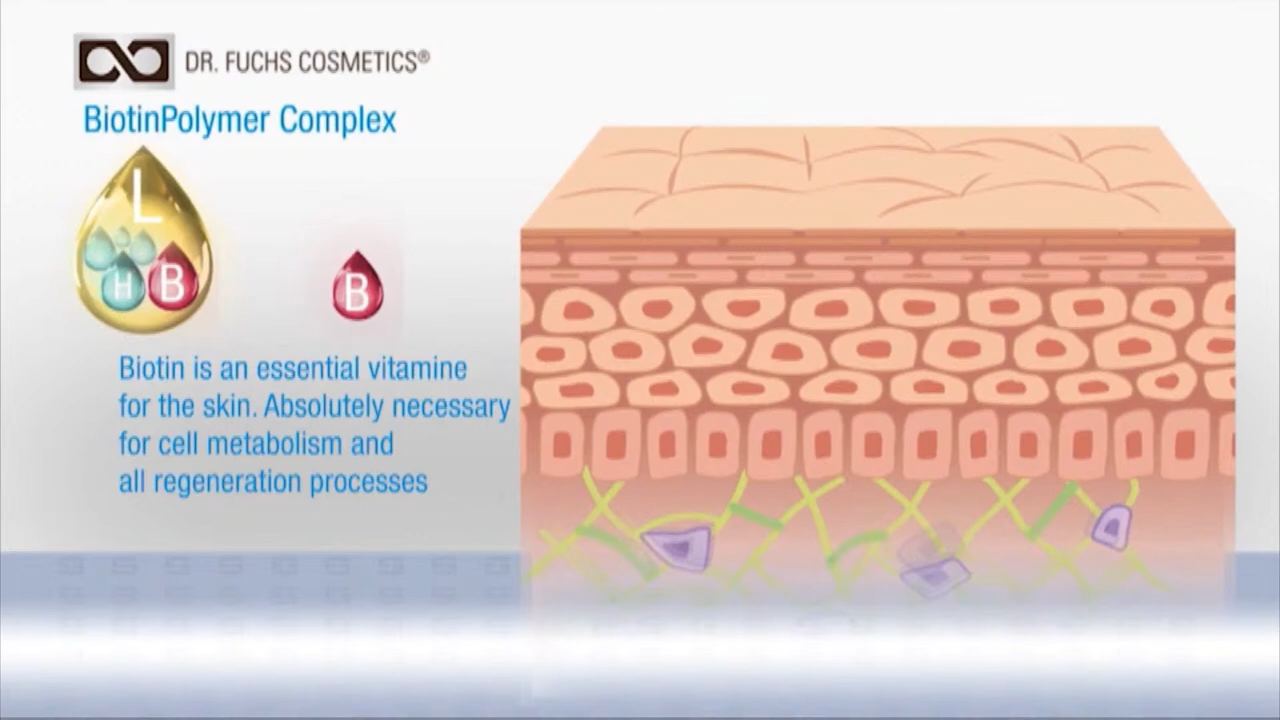 DR. FUCHS COSMETICS®
BiotinPolymer Complex
L
H
B
B
Biotin is an essential vitamine
for the skin. Absolutely necessary
for cell metabolism and
all regeneration processes